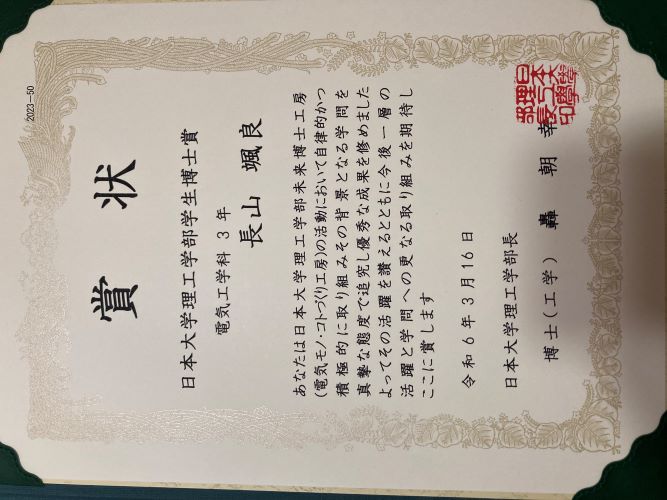 2023-50
賞状
日本大学理工学部学生博士賞
電気工学科 3 年
長山 颯良
あなたは日本大学理工学部未来博士工房
(電気モノ・コトづくり工房)の活動において自律的かつ
積極的に取り組みその背景となる学問を
真摯な態度で追究し優秀な成果を修めました
よってその活躍を讃えるとともに今後一層の
活躍と学問への更なる取り組みを期待し
ここに賞します
令和6年3月16日
日本大学理工学部長
博士(工学) 轟 朝幸